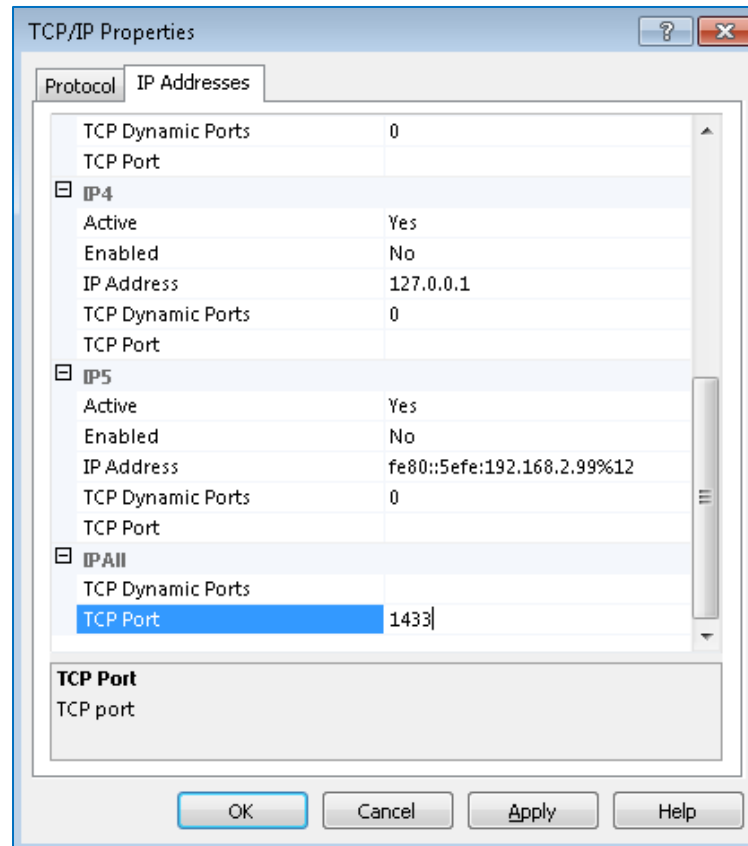 TCP/IP Properties
Protocol IP Addresses
TCP Dynamic Ports 0
TCP Port
IP4
Active Yes
Enabled No
IP Address 127.0.0.1
TCP Dynamic Ports 0
TCP Port
IP5
Active Yes
Enabled No
IP Address fe80::5efe:192.168.2.99%12
TCP Dynamic Ports 0
TCP Port
IPAll
TCP Dynamic Ports
TCP Port 1433
TCP Port
TCP port
OK Cancel Apply Help